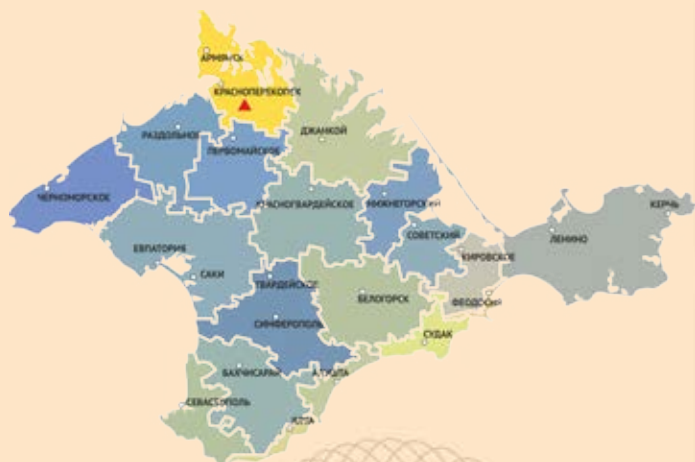 АРМЯНСК
КРАСНОПЕРЕКОПСК
ДЖАНКОЙ
РАЗДОЛЬНОЕ
ПЕРВОМАЙСКОЕ
ЧЕРНОМОРСКОЕ
КРАСНОГВАРДЕЙСКОЕ
НИЖНЕГОРСКИЙ
КЕРЧЬ
СОВЕТСКИЙ
ЛЕНИНО
ЕВПАТОРИЯ
КИРОВСКОЕ
САКИ
ГВАРДЕЙСКОЕ
БЕЛОГОРСК
ФЕОДОСИЯ
СИМФЕРОПОЛЬ
СУДАК
БАХЧИСАРАЙ
АЛУШТА
СЕВАСТОПОЛЬ
ЯЛТА